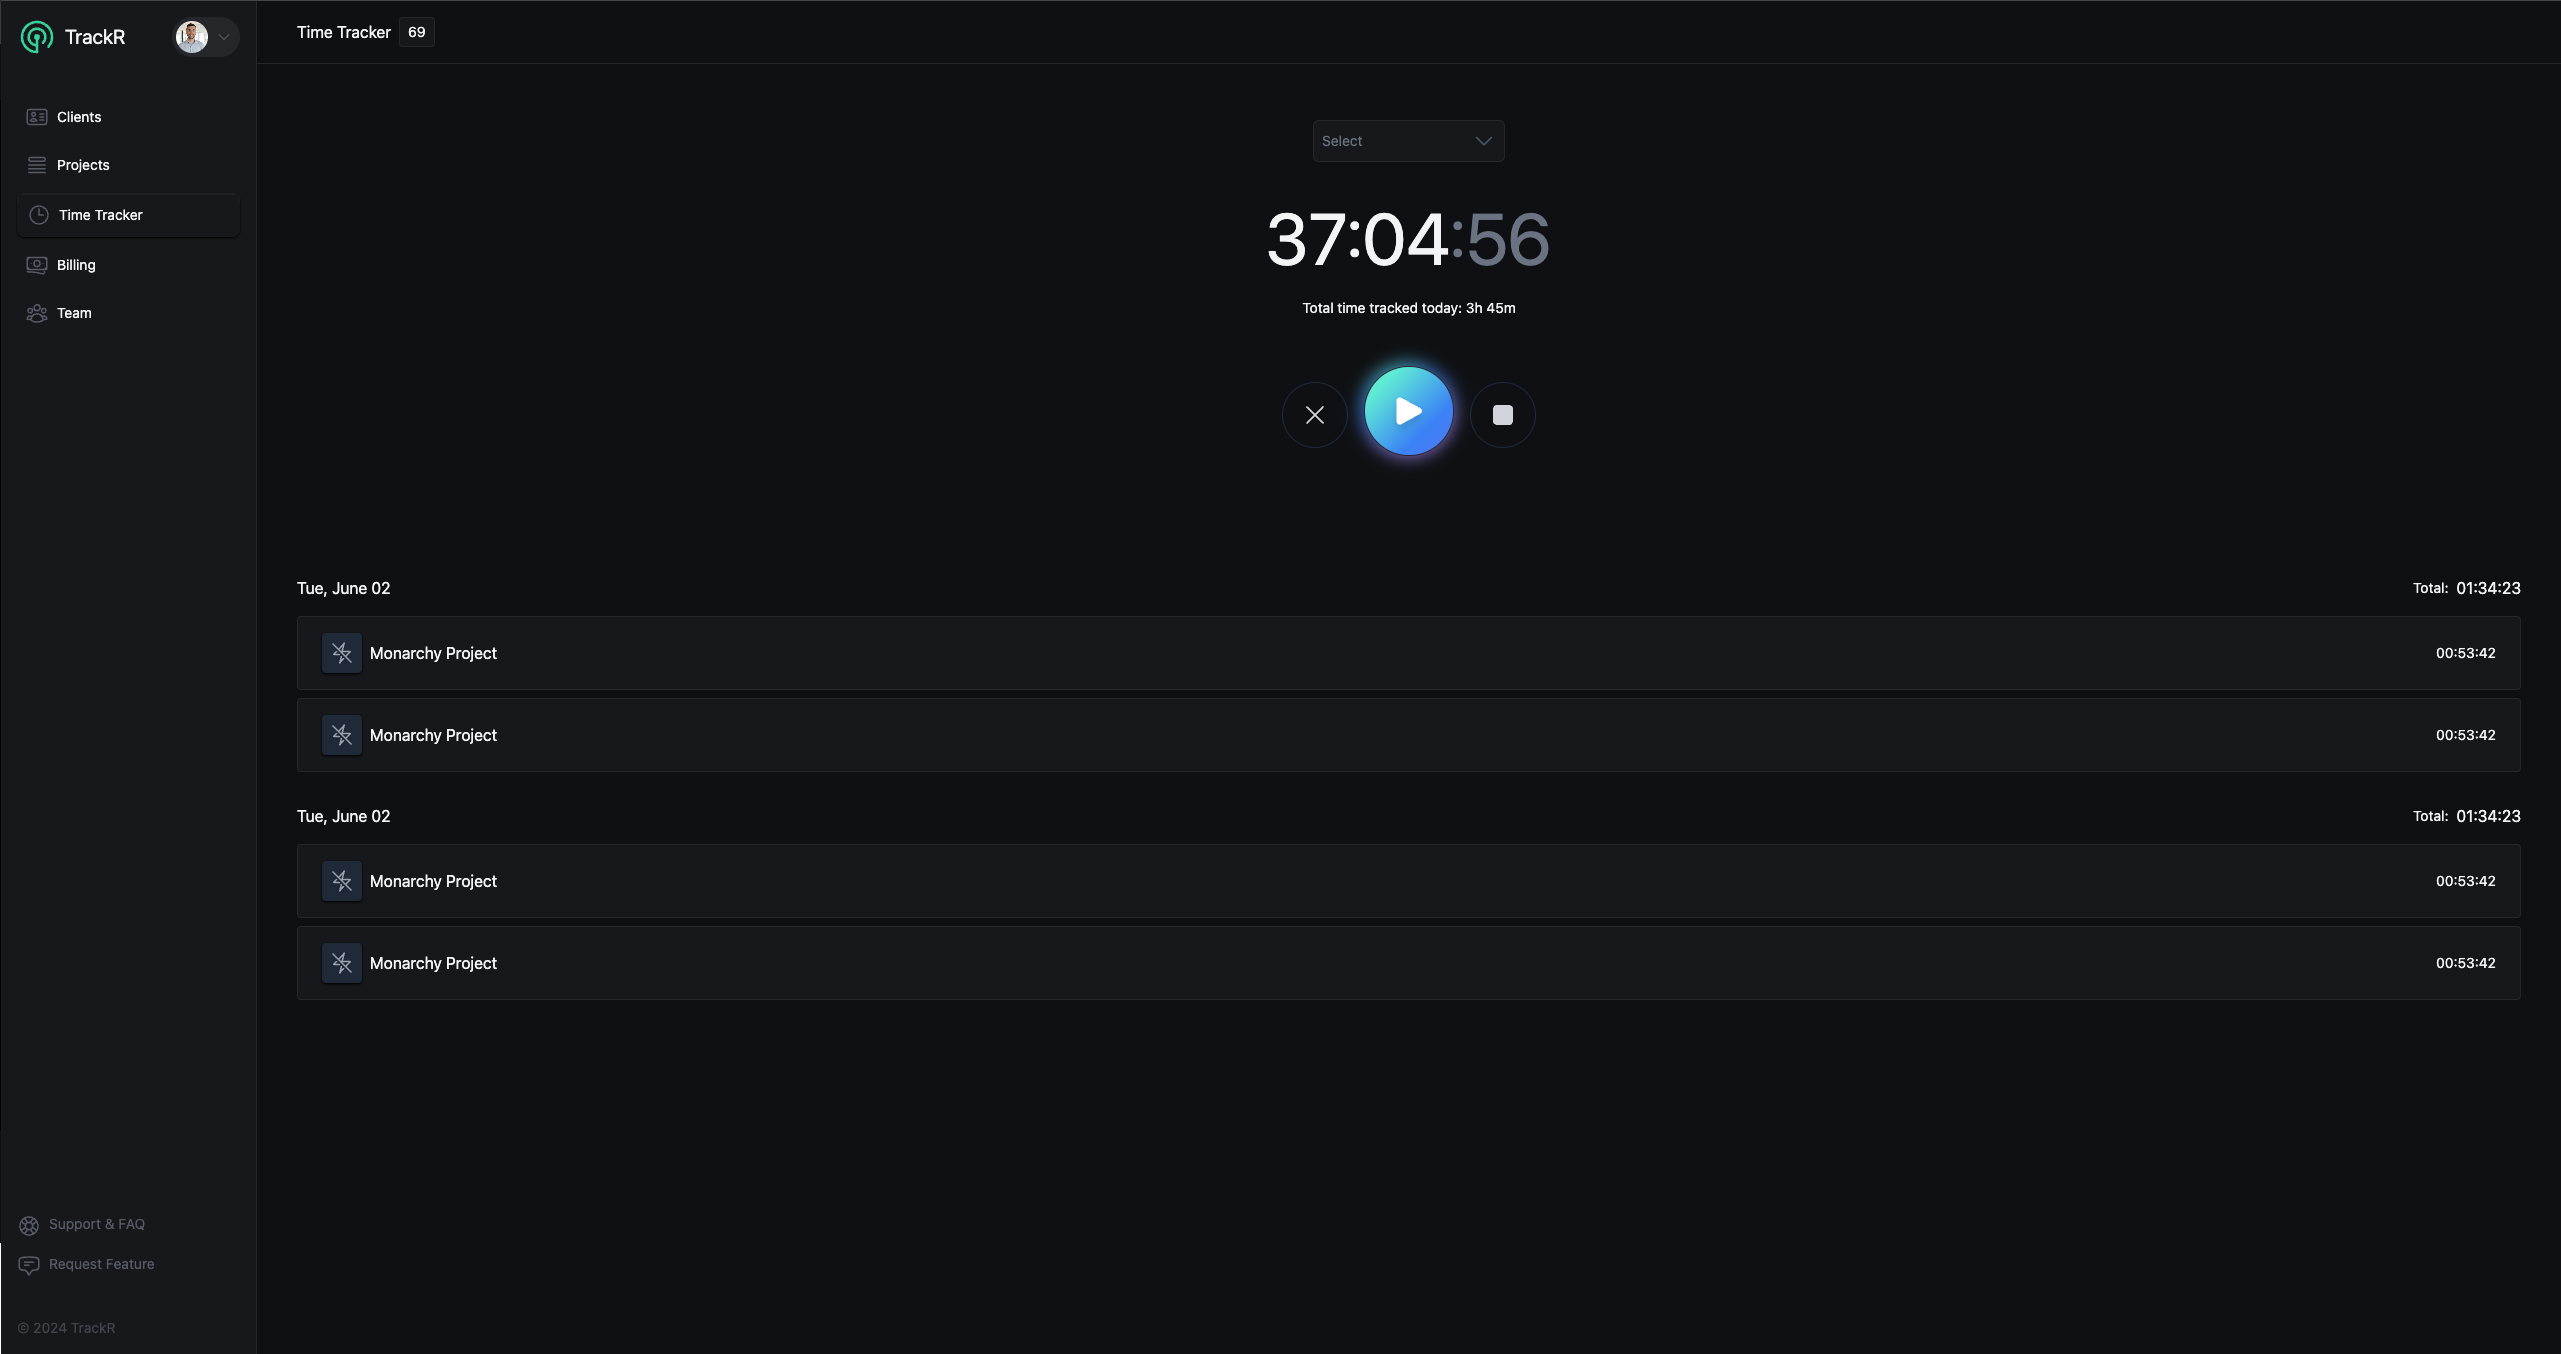 TrackR
Clients
Projects
Time Tracker
Billing
Team
Support & FAQ
Request Feature
© 2024 TrackR
Time Tracker 69
Select
37:04:56
Total time tracked today: 3h 45m
Tue, June 02 Total: 01:34:23
Monarchy Project 00:53:42
Monarchy Project 00:53:42
Tue, June 02 Total: 01:34:23
Monarchy Project 00:53:42
Monarchy Project 00:53:42